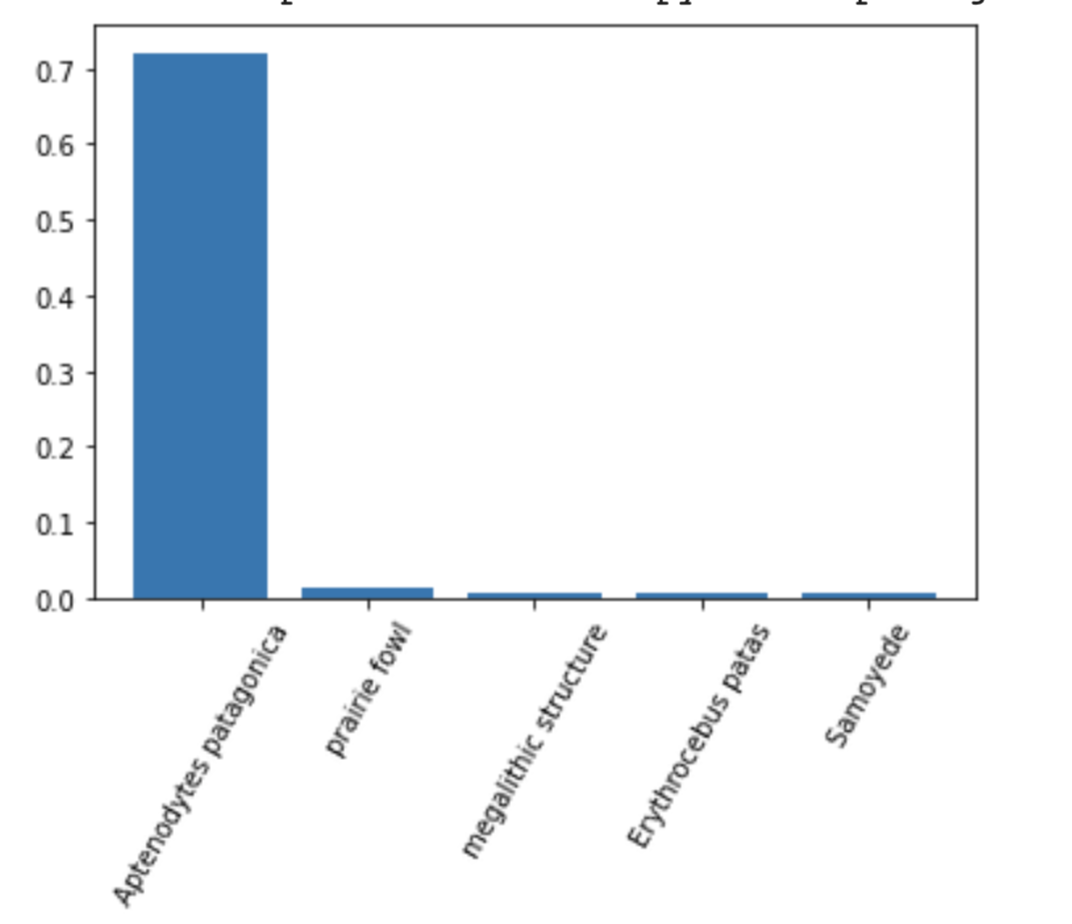 0.7
0.6
0.5
0.4
0.3
0.2
0.1
0.0
Aptenodytes patagonica
prairie fowl
megalithic structure
Erythrocebus patas
Samoyede